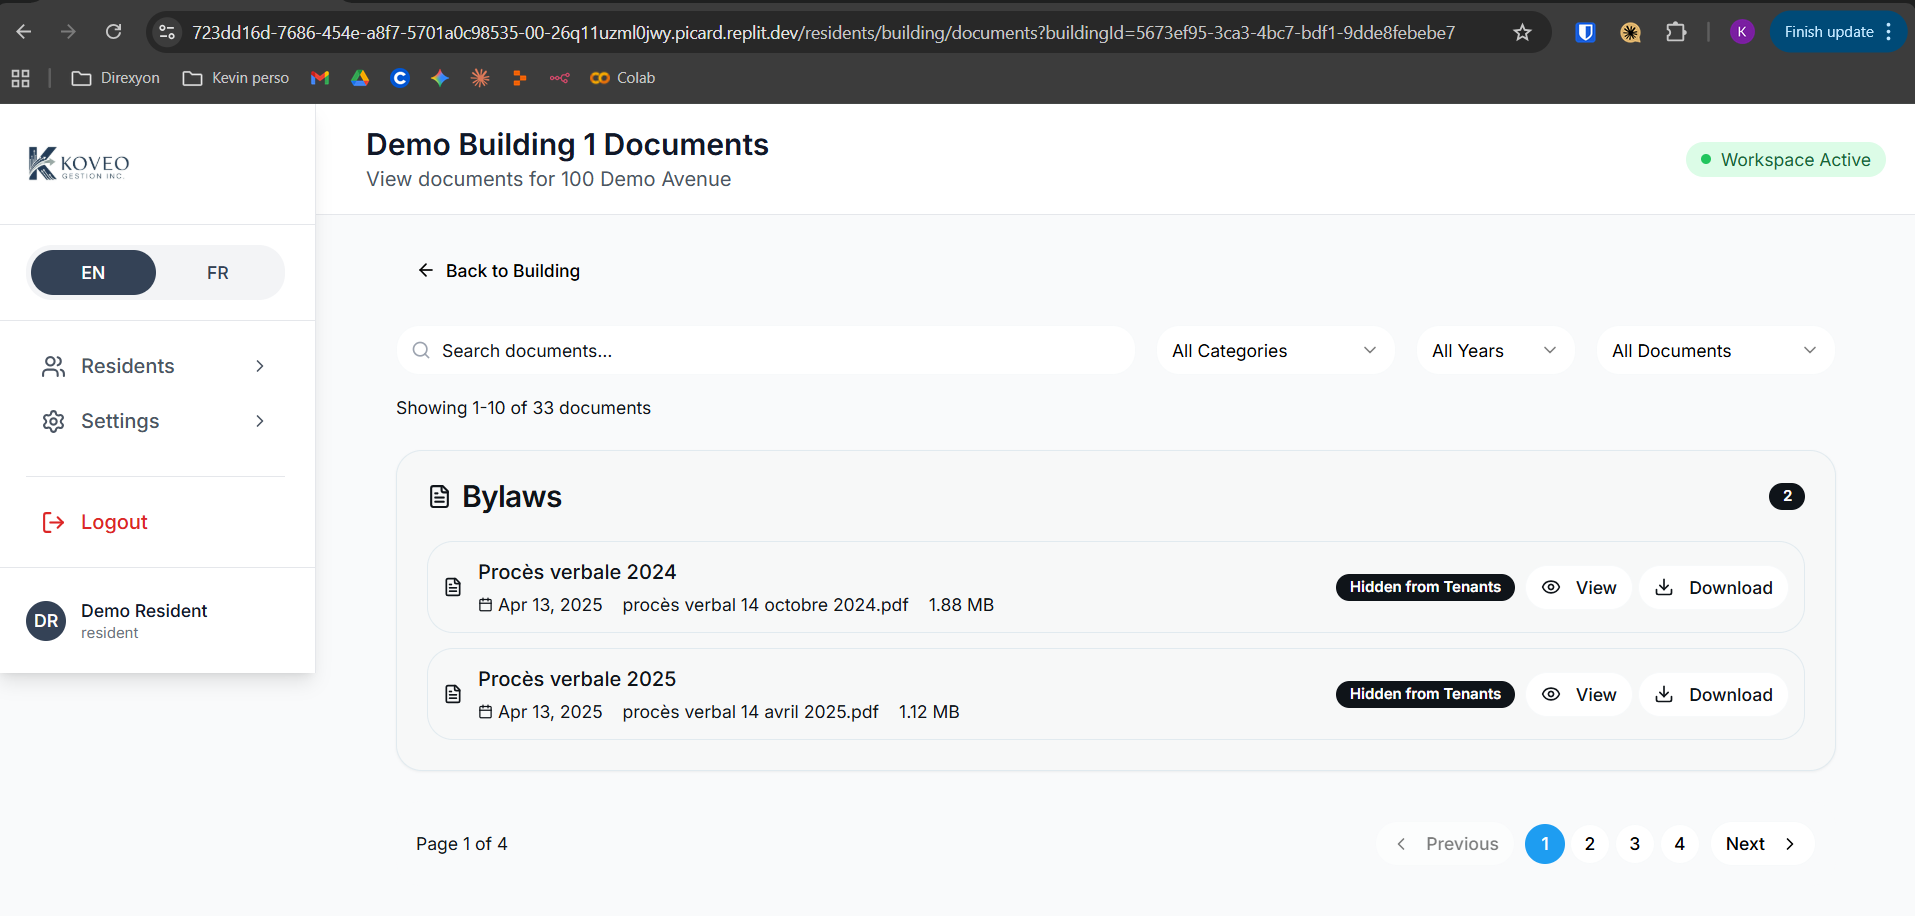 723dd16d-7686-454e-a8f7-5701a0c98535-00-26q11uzml0jwy.picard.replit.dev/residents/building/documents?buildingId=5673ef95-3ca3-4bc7-bdf1-9dde8febebe7
K
Finish update
Direxyon
Kevin perso
Colab
KOVEO
GESTION INC.
Demo Building 1 Documents
View documents for 100 Demo Avenue
Workspace Active
EN
FR
Residents
Settings
Logout
DR
Demo Resident
resident
Back to Building
Search documents...
All Categories
All Years
All Documents
Showing 1-10 of 33 documents
Bylaws
2
Procès verbale 2024
Apr 13, 2025 procès verbal 14 octobre 2024.pdf 1.88 MB
Hidden from Tenants
View
Download
Procès verbale 2025
Apr 13, 2025 procès verbal 14 avril 2025.pdf 1.12 MB
Hidden from Tenants
View
Download
Page 1 of 4
Previous
1
2
3
4
Next